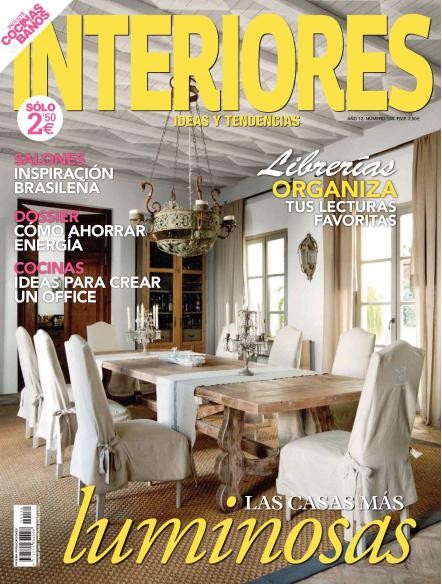 INCLUYE
COCINAS
BAÑOS
INTERIORES
IDEAS Y TENDENCIAS
SÓLO
2'50
€
SALONES
INSPIRACIÓN
BRASILEÑA
DOSSIER
CÓMO AHORRAR
ENERGÍA
COCINAS
IDEAS PARA CREAR
UN OFFICE
Librerías
ORGANIZA
TUS LECTURAS
FAVORITAS
LAS CASAS MÁS
luminosas